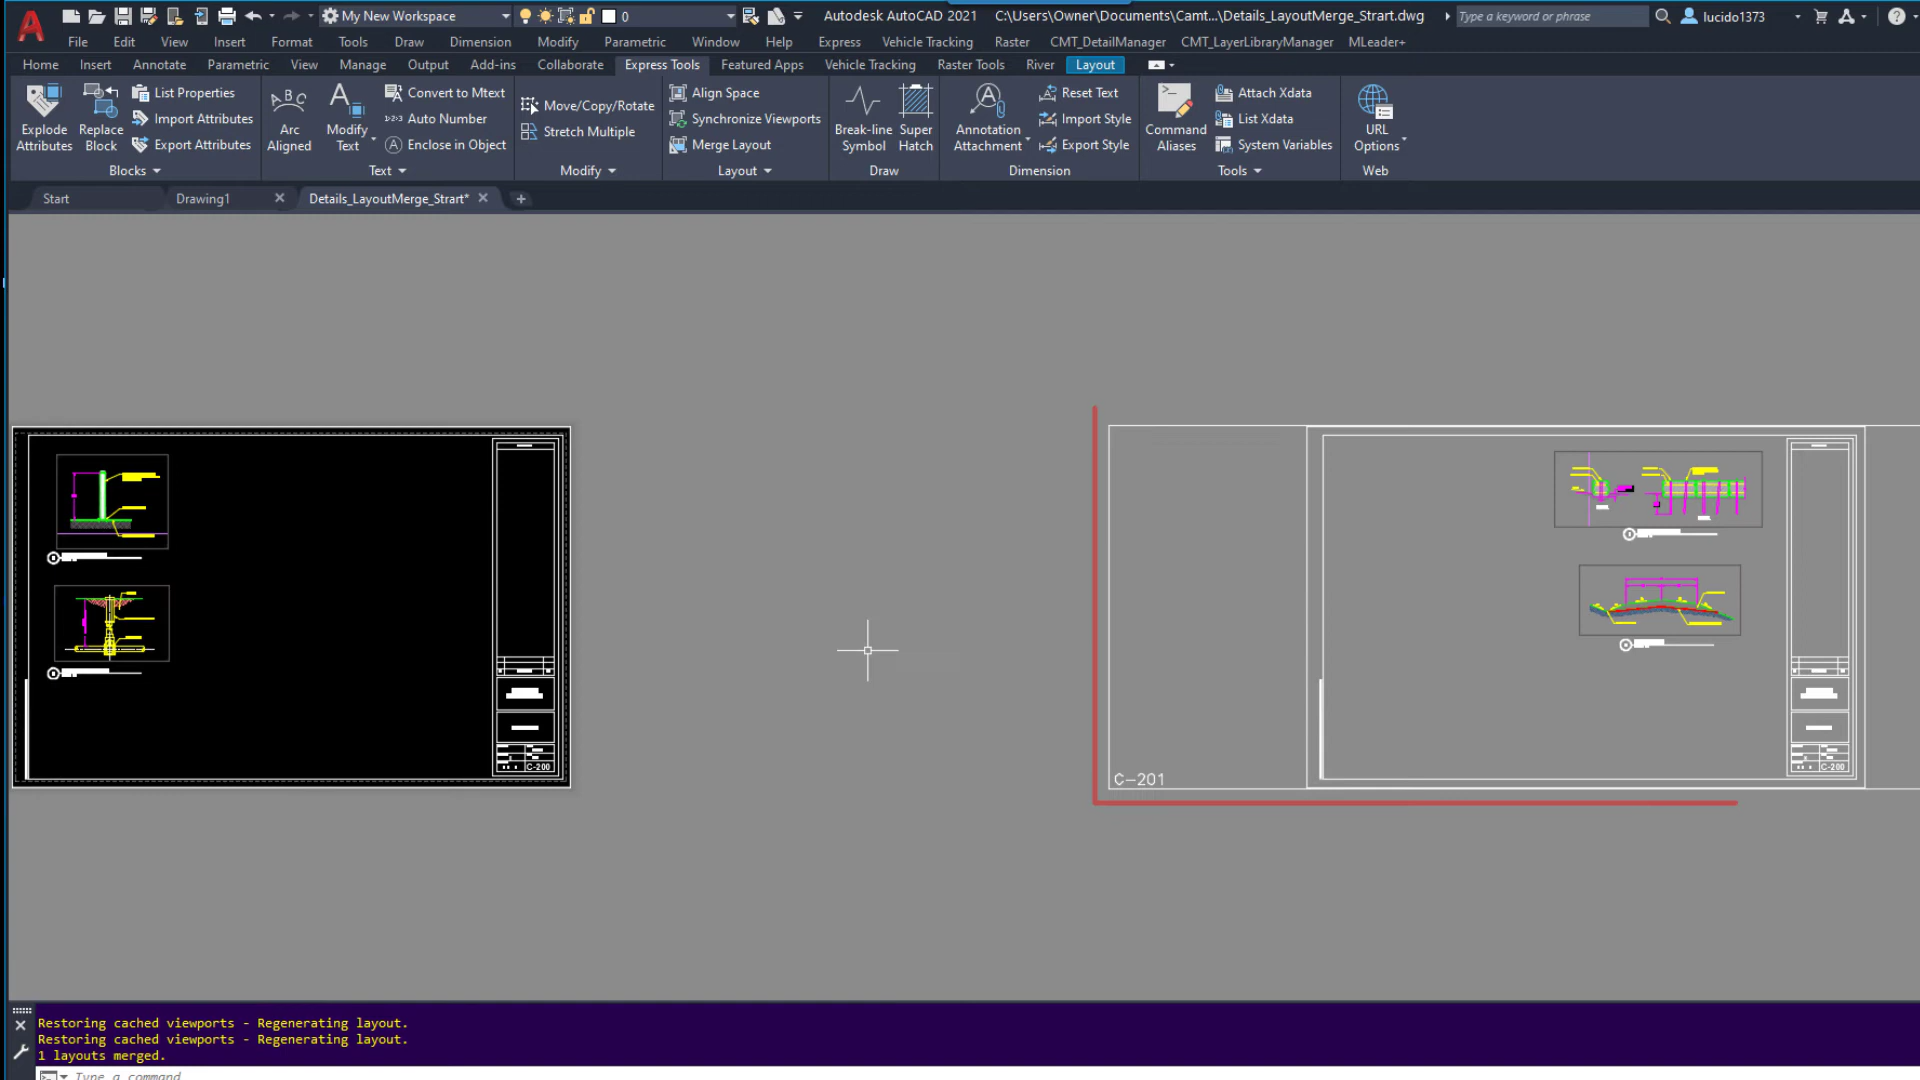 My New Workspace
0
Autodesk AutoCAD 2021 C:\Users\Owner\Documents\Camt...\Details_LayoutMerge_Strart.dwg
Type a keyword or phrase
lucido1373
File Edit View Insert Format Tools Draw Dimension Modify Parametric Window Help Express Vehicle Tracking Raster CMT_DetailManager CMT_LayerLibraryManager MLeader+
Home Insert Annotate Parametric View Manage Output Add-ins Collaborate Express Tools Featured Apps Vehicle Tracking Raster Tools River Layout
Explode Attributes
Replace Block
List Properties
Import Attributes
Export Attributes
Blocks
Arc Aligned
Modify Text
Convert to Mtext
Auto Number
Enclose in Object
Text
Move/Copy/Rotate
Stretch Multiple
Modify
Align Space
Synchronize Viewports
Merge Layout
Layout
Break-line Symbol
Super Hatch
Draw
Annotation Attachment
Reset Text
Import Style
Export Style
Dimension
Command Aliases
Attach Xdata
List Xdata
System Variables
Tools
URL Options
Web
Start
Drawing1
Details_LayoutMerge_Strart*
C-200
C-201
C-200
Restoring cached viewports - Regenerating layout.
Restoring cached viewports - Regenerating layout.
1 layouts merged.
Type a command